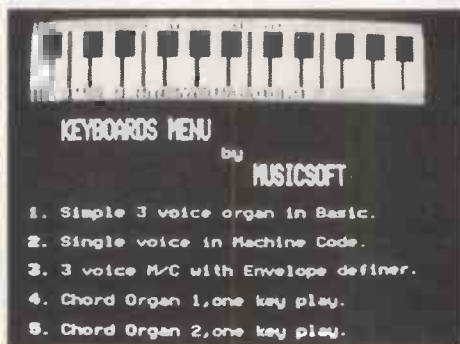 KEYBOARDS MENU
by
MUSICSOFT
1. Simple 3 voice organ in Basic.
2. Single voice in Machine Code.
3. 3 voice M/C with Envelope definer.
4. Chord Organ 1,one key play.
5. Chord Organ 2,one key play.